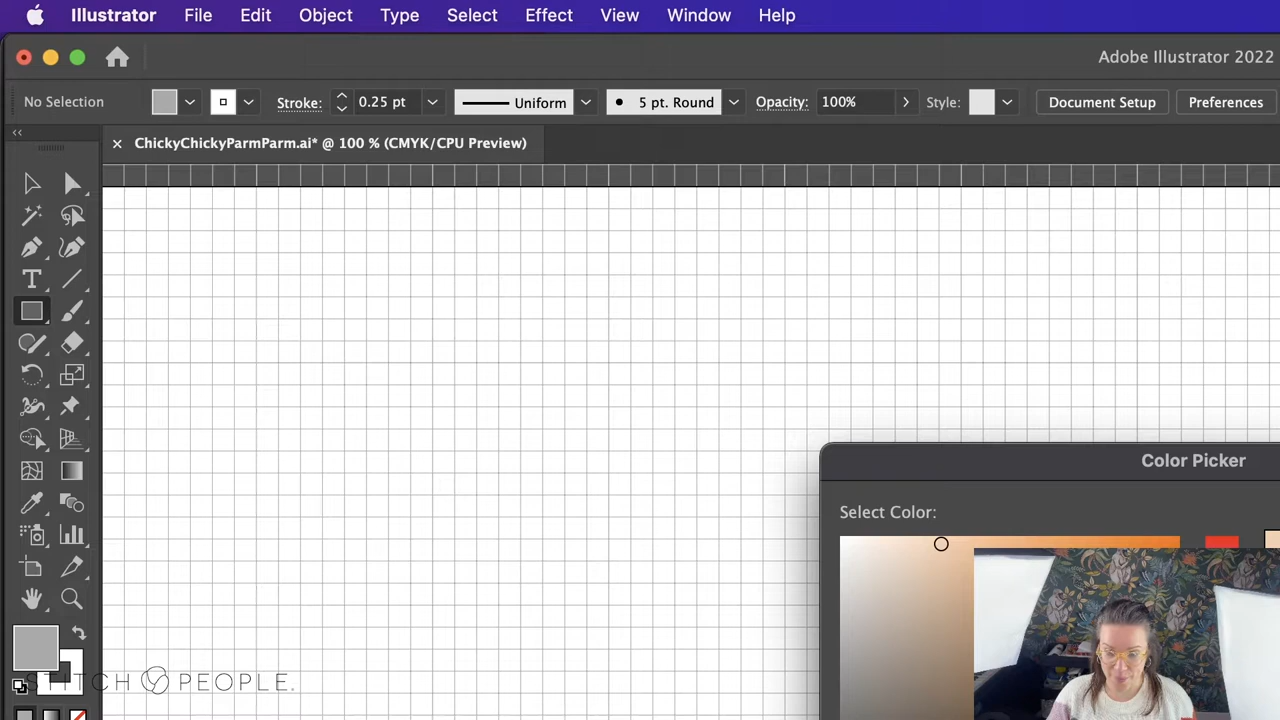 Illustrator File Edit Object Type Select Effect View Window Help
Adobe Illustrator 2022
No Selection Stroke: 0.25 pt Uniform 5 pt. Round Opacity: 100% Style: Document Setup Preferences
ChickyChickyParmParm.ai* @ 100 % (CMYK/CPU Preview)
Color Picker
Select Color:
STITCH PEOPLE.